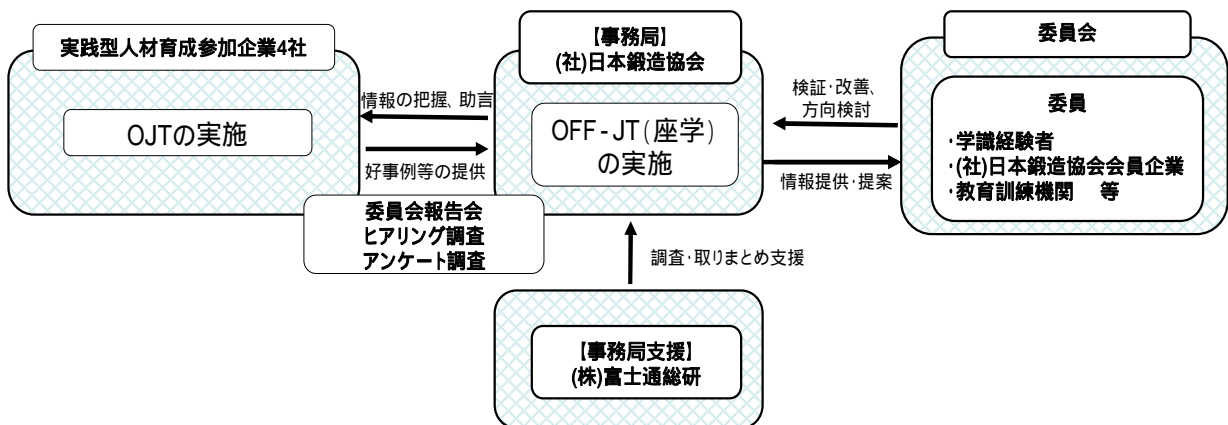 実践型人材育成参加企業4社
OJTの実施
情報の把握、助言
好事例等の提供
委員会報告会
ヒアリング調査
アンケート調査
【事務局】
(社)日本鍛造協会
OFF-JT(座学)
の実施
検証・改善、
方向検討
情報提供・提案
委員会
委員
・学識経験者
・(社)日本鍛造協会会員企業
・教育訓練機関　等
調査・取りまとめ支援
【事務局支援】
(株)富士通総研